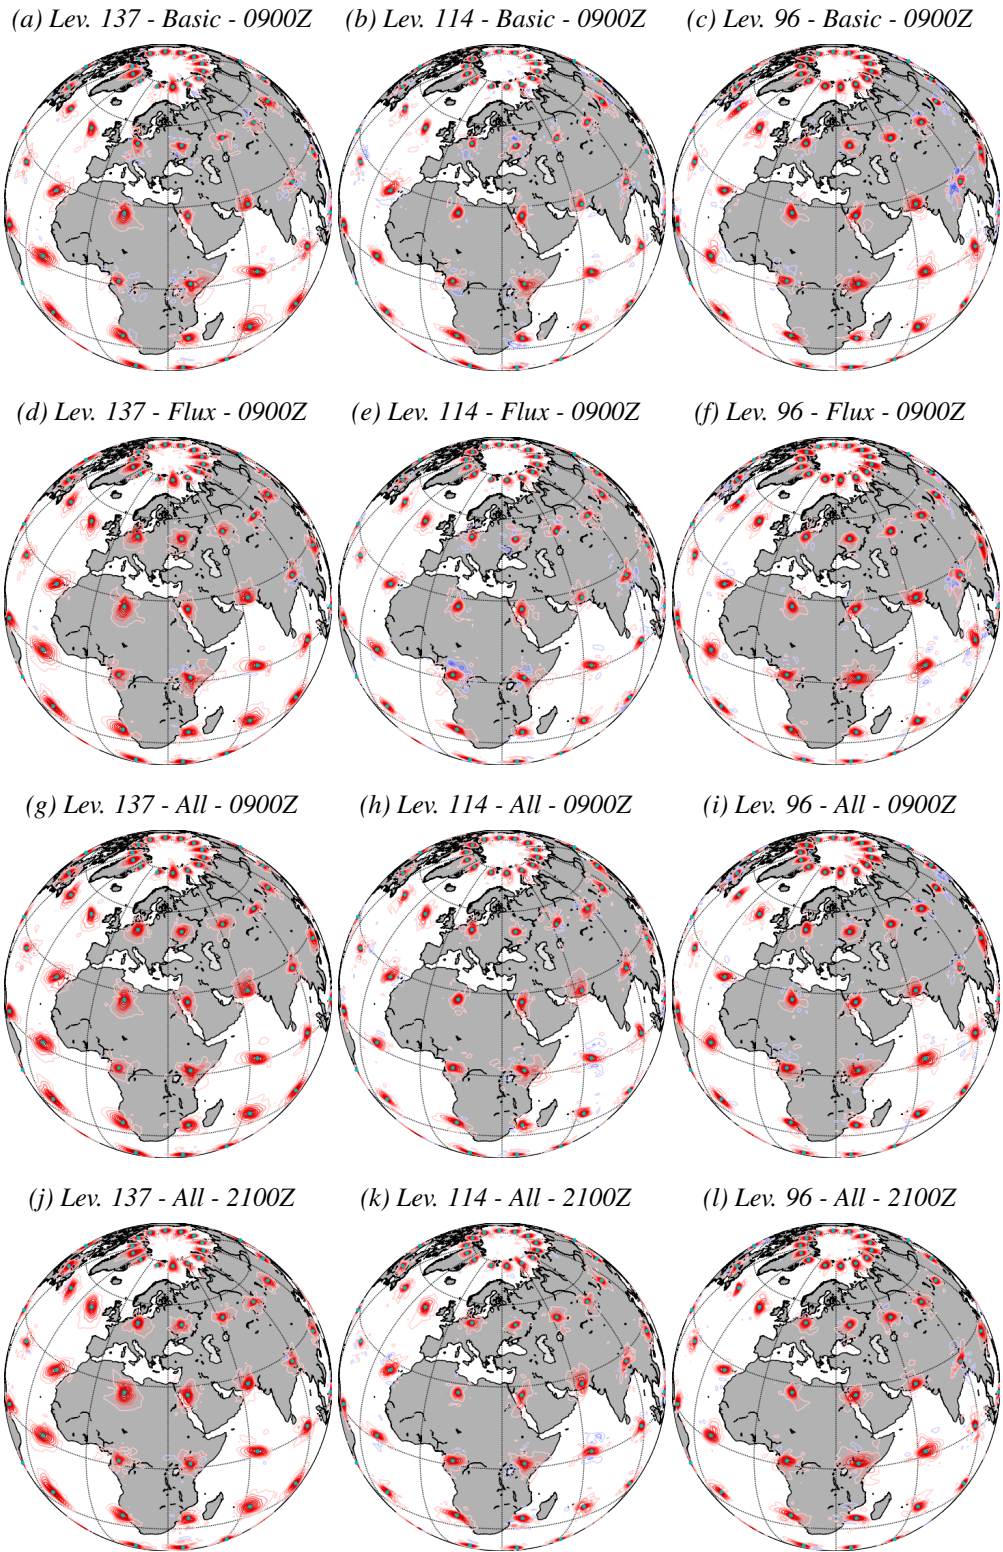 (a) Lev. 137 - Basic - 0900Z
(b) Lev. 114 - Basic - 0900Z
(c) Lev. 96 - Basic - 0900Z
(d) Lev. 137 - Flux - 0900Z
(e) Lev. 114 - Flux - 0900Z
(f) Lev. 96 - Flux - 0900Z
(g) Lev. 137 - All - 0900Z
(h) Lev. 114 - All - 0900Z
(i) Lev. 96 - All - 0900Z
(j) Lev. 137 - All - 2100Z
(k) Lev. 114 - All - 2100Z
(l) Lev. 96 - All - 2100Z